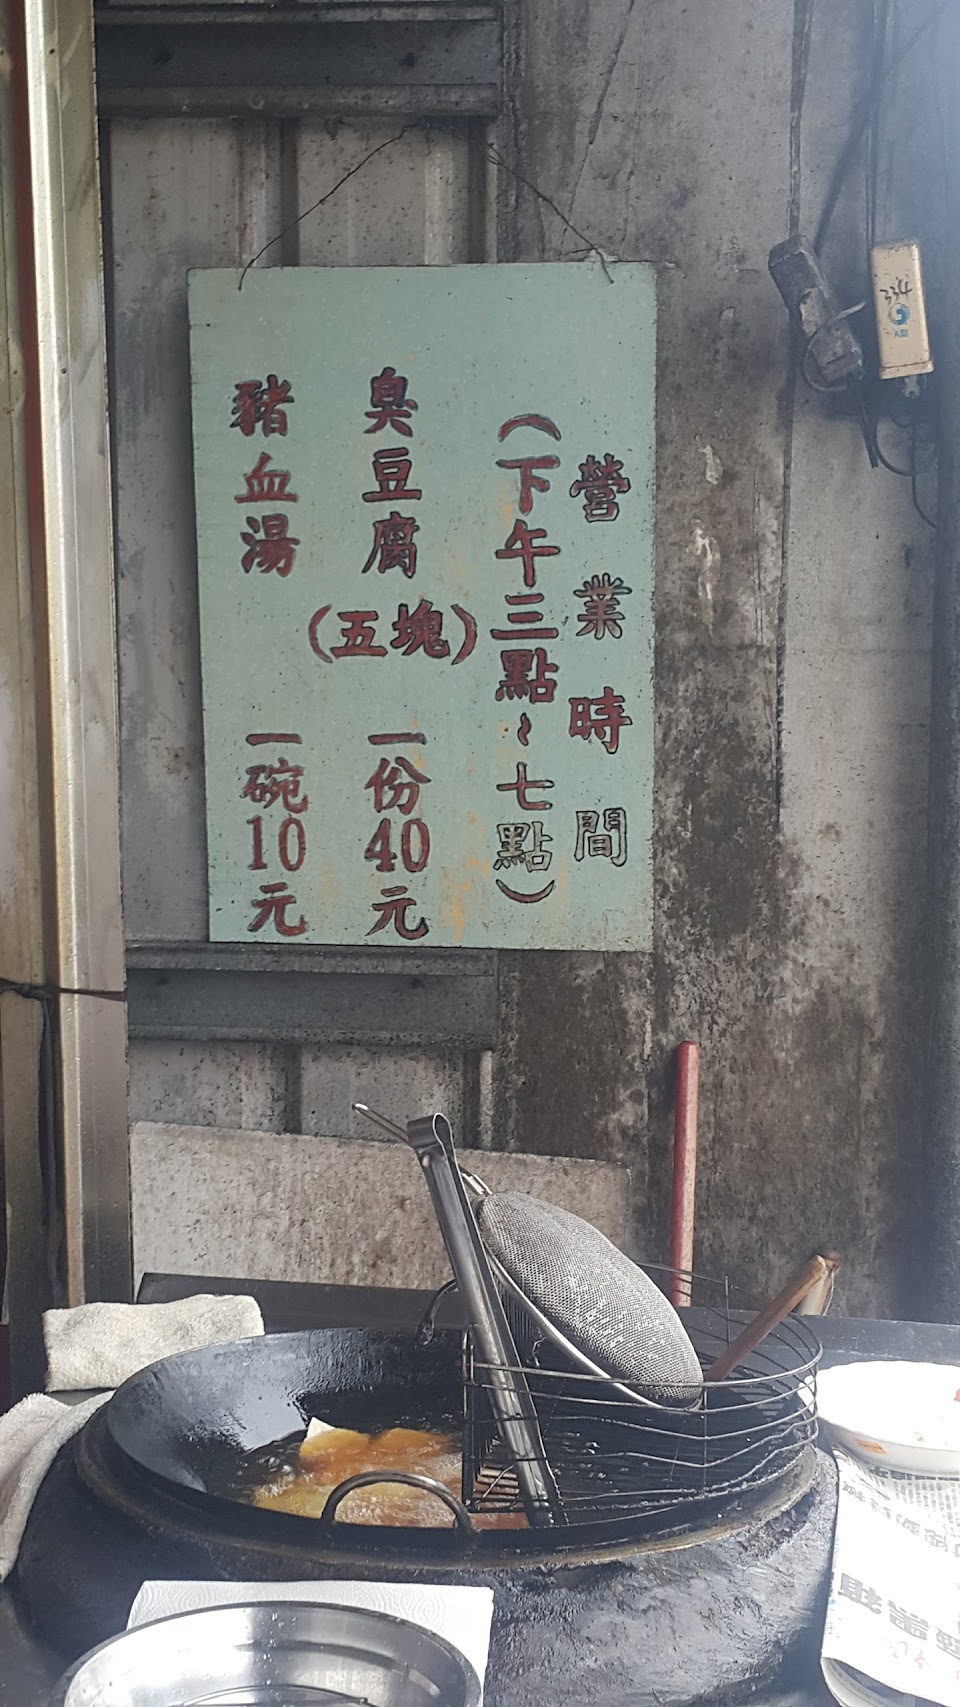 營業時間
(下午三點~七點)
臭豆腐(五塊)一份40元
豬血湯 一碗10元